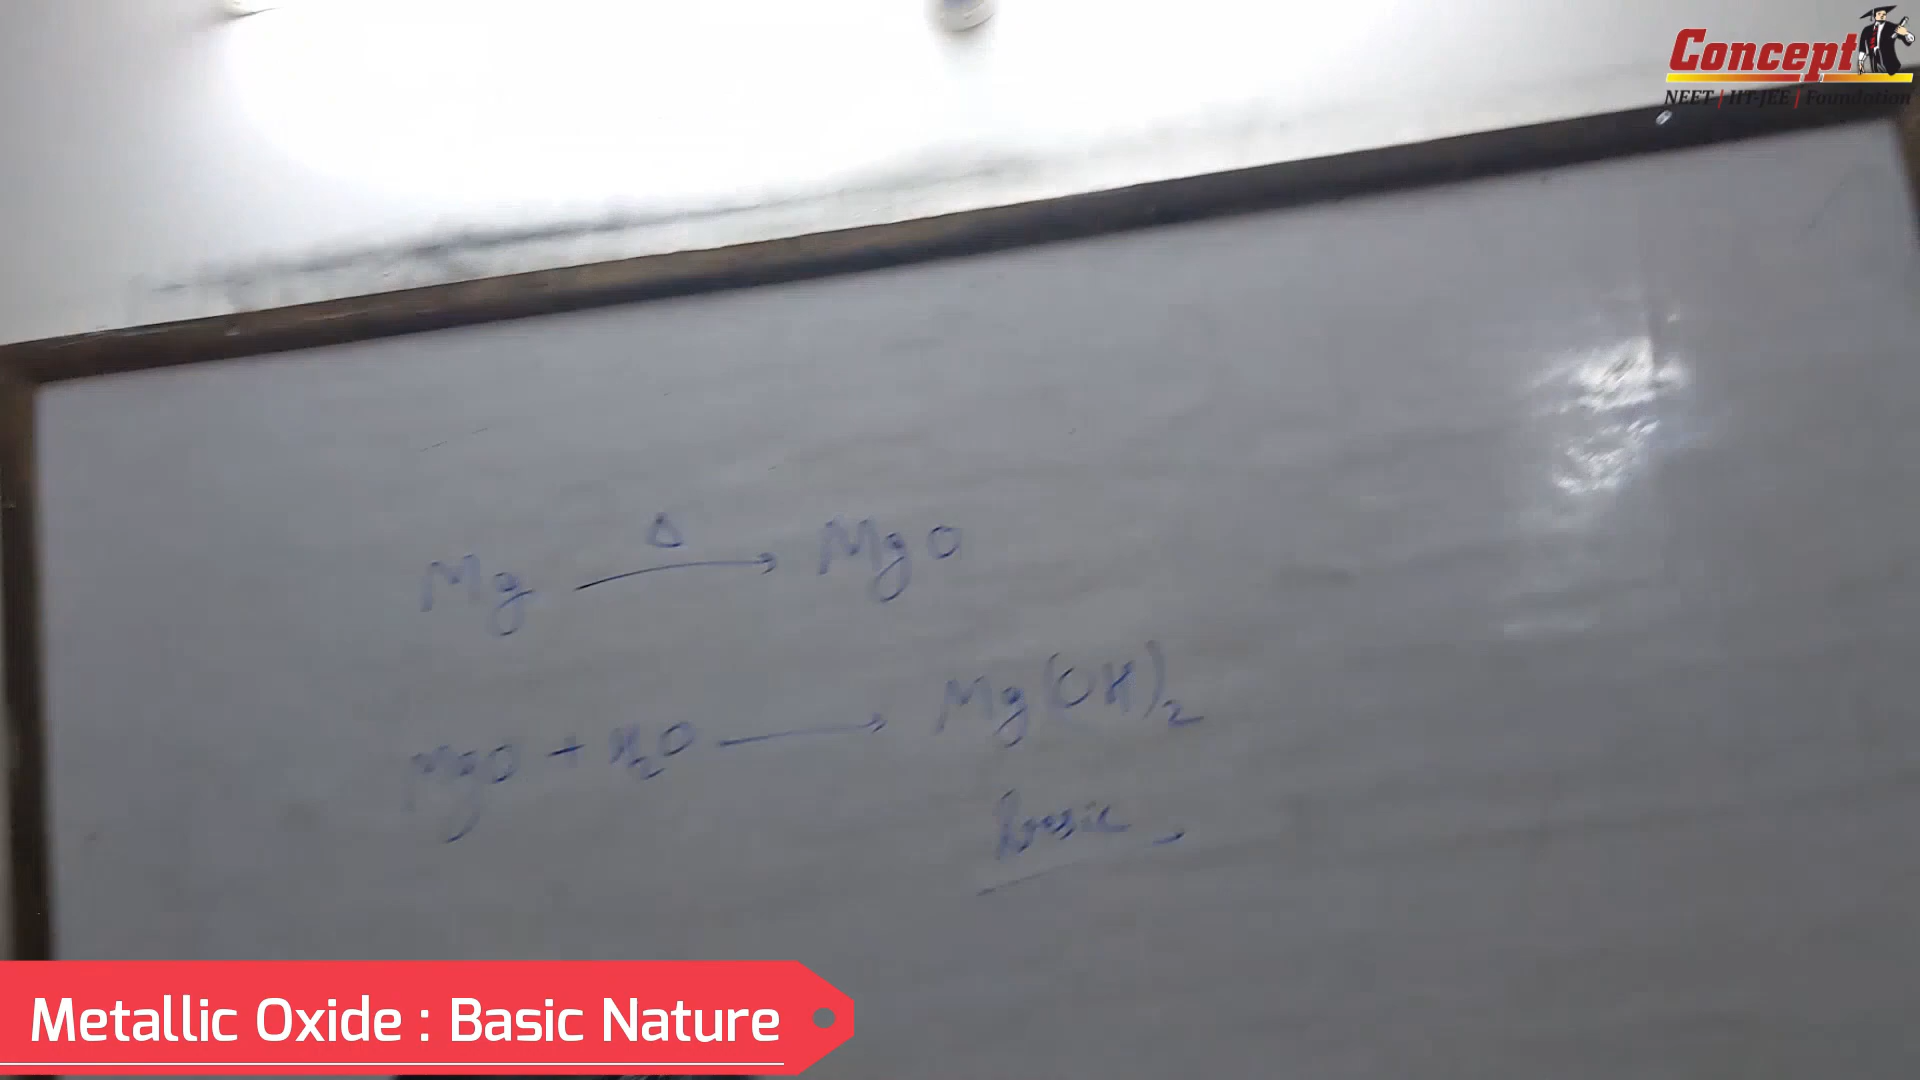 Concept
NEET | IIT-JEE | Foundation
Mg Δ→ MgO
MgO + H2O → Mg(OH)2
basic
Metallic Oxide : Basic Nature